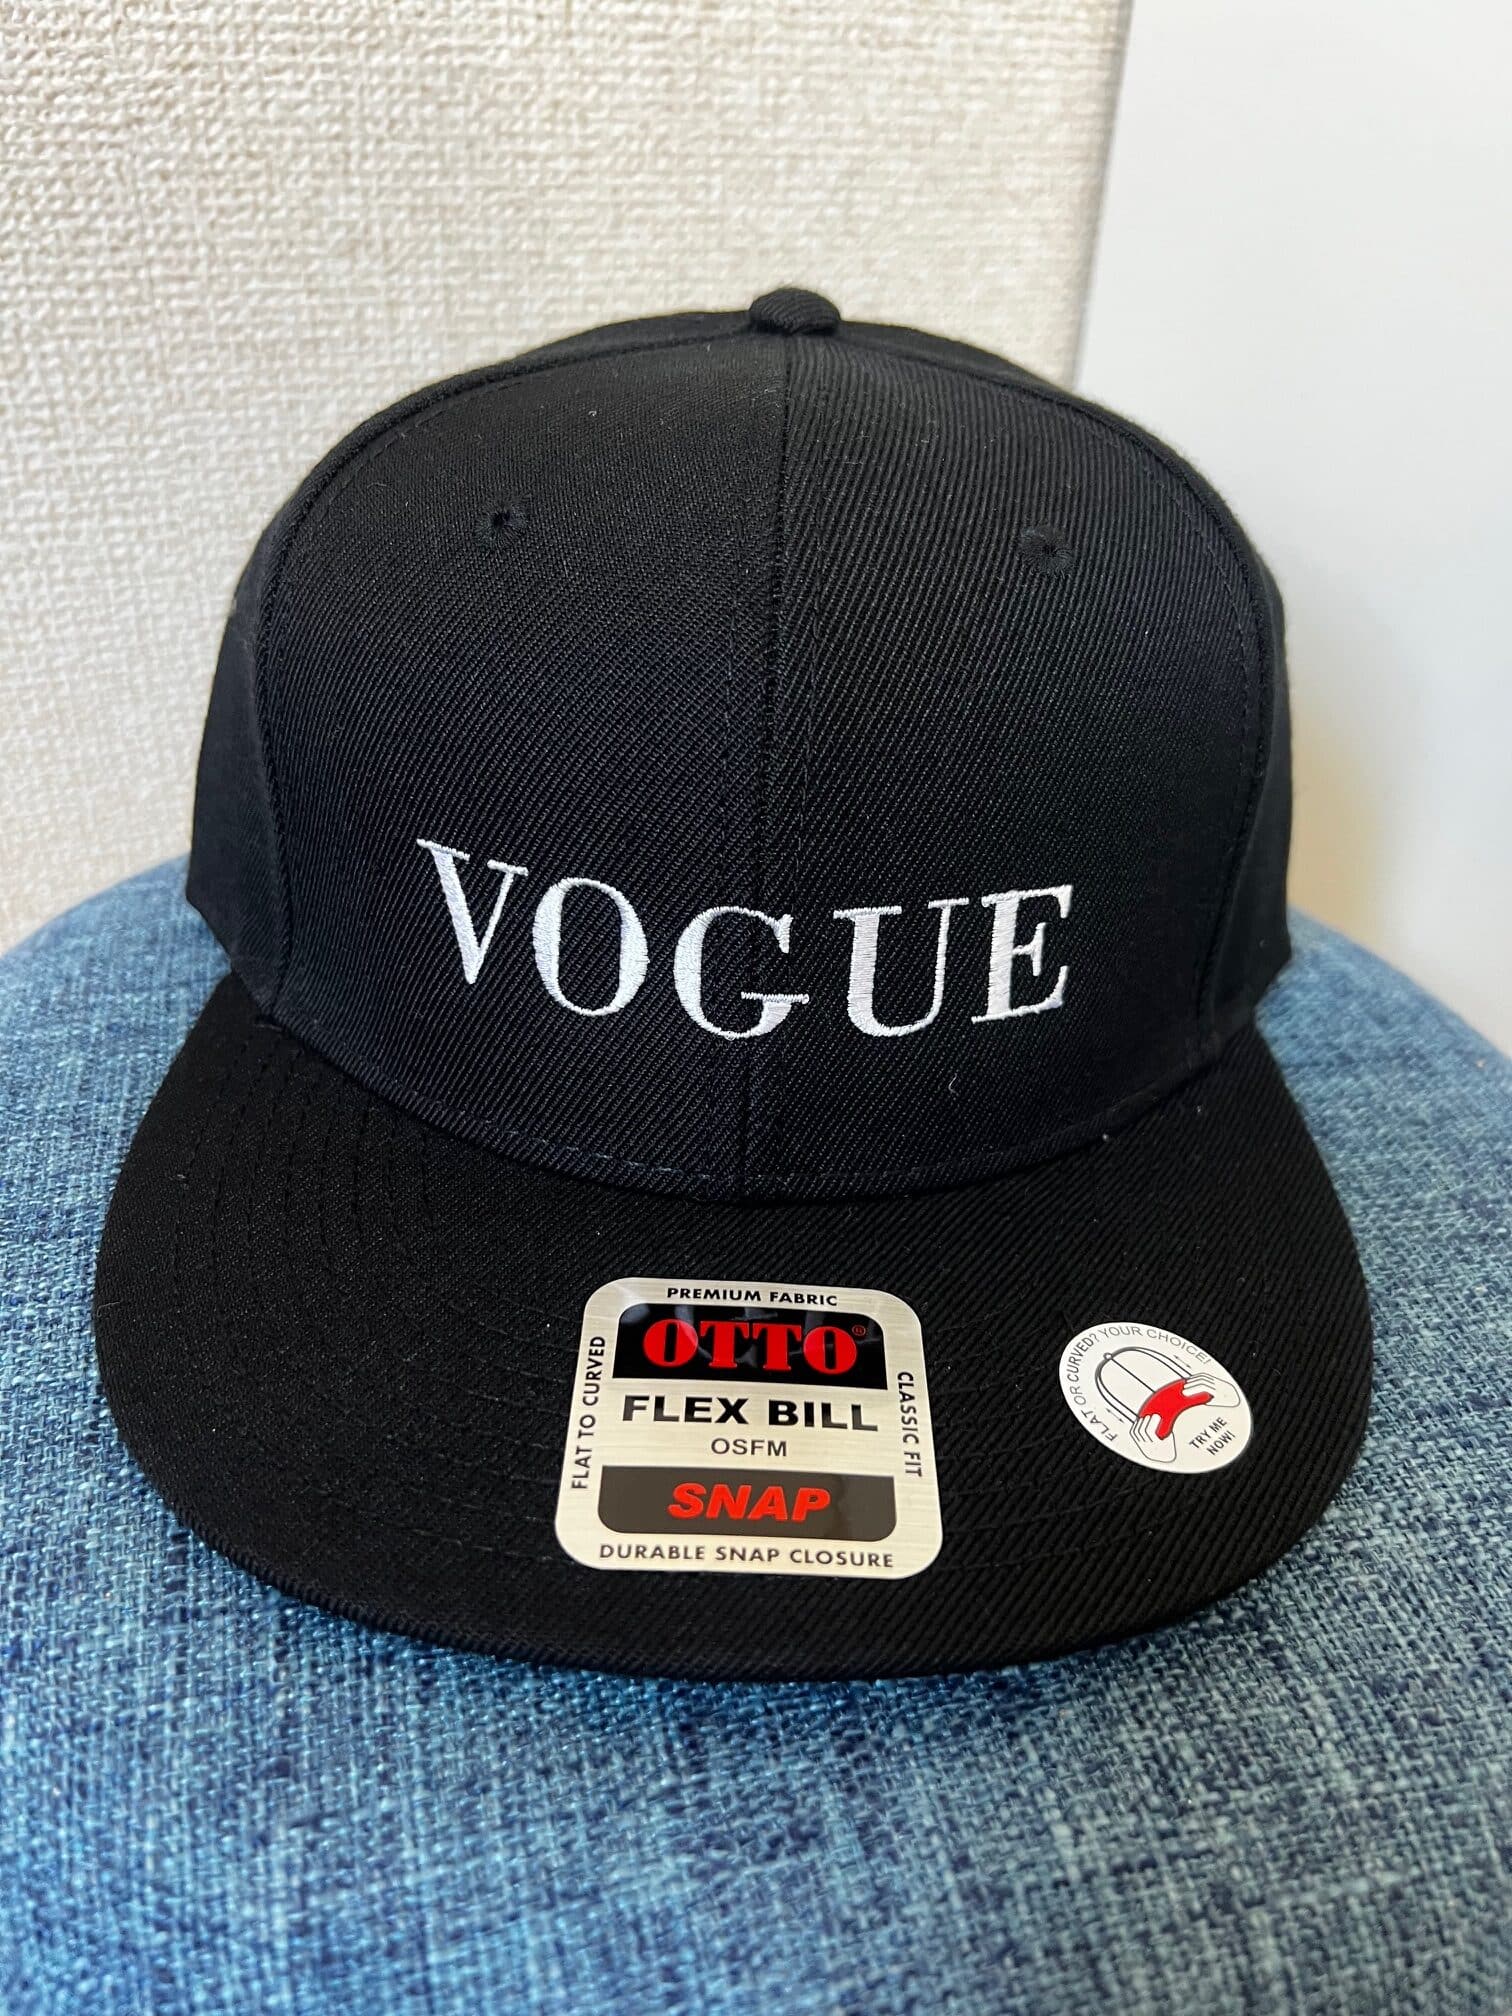 VOGUE
PREMIUM FABRIC
OTTO®
FLAT TO CURVED
FLEX BILL
CLASSIC FIT
OSFM
SNAP
DURABLE SNAP CLOSURE
FLAT OR CURVED? YOUR CHOICE!
TRY ME
NOW!